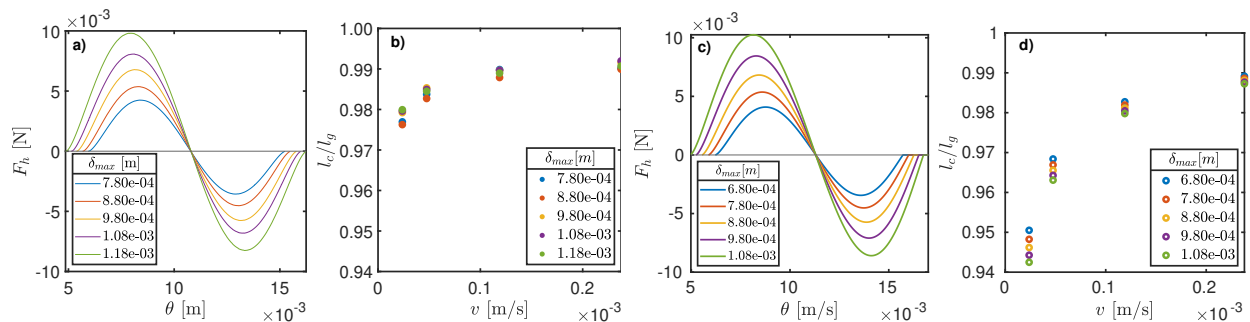 ×10⁻³
10
5
0
-5
-10
F_h [N]
a)
δ_max [m]
7.80e-04
8.80e-04
9.80e-04
1.08e-03
1.18e-03
5
10
15
θ [m]
×10⁻³
1.00
0.99
0.98
0.97
0.96
0.95
0.94
l_c/l_g
b)
δ_max[m]
7.80e-04
8.80e-04
9.80e-04
1.08e-03
1.18e-03
0
0.1
0.2
v [m/s]
×10⁻³
×10⁻³
10
5
0
-5
-10
F_h [N]
c)
δ_max[m]
6.80e-04
7.80e-04
8.80e-04
9.80e-04
1.08e-03
5
10
15
θ [m]
×10⁻³
1
0.99
0.98
0.97
0.96
0.95
0.94
l_c/l_g
d)
δ_max[m]
6.80e-04
7.80e-04
8.80e-04
9.80e-04
1.08e-03
0
0.1
0.2
v [m/s]
×10⁻³